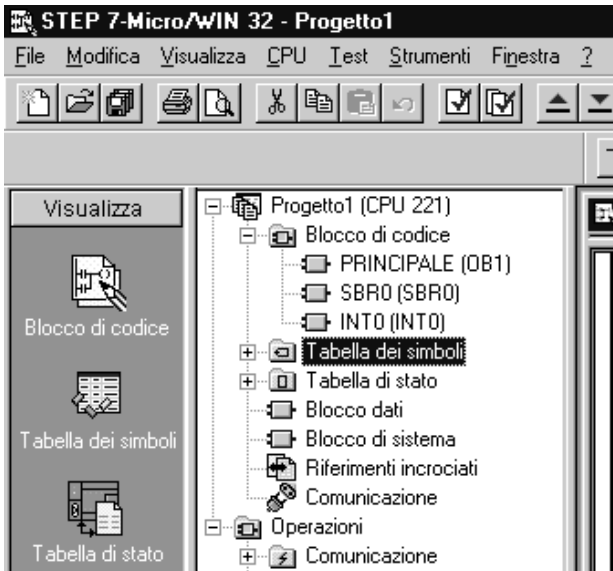 STEP 7-Micro/WIN 32 - Progetto1
File Modifica Visualizza CPU Test Strumenti Finestra ?
Visualizza
Blocco di codice
Tabella dei simboli
Tabella di stato
Progetto1 (CPU 221)
Blocco di codice
PRINCIPALE (OB1)
SBR0 (SBR0)
INT0 (INT0)
Tabella dei simboli
Tabella di stato
Blocco dati
Blocco di sistema
Riferimenti incrociati
Comunicazione
Operazioni
Comunicazione